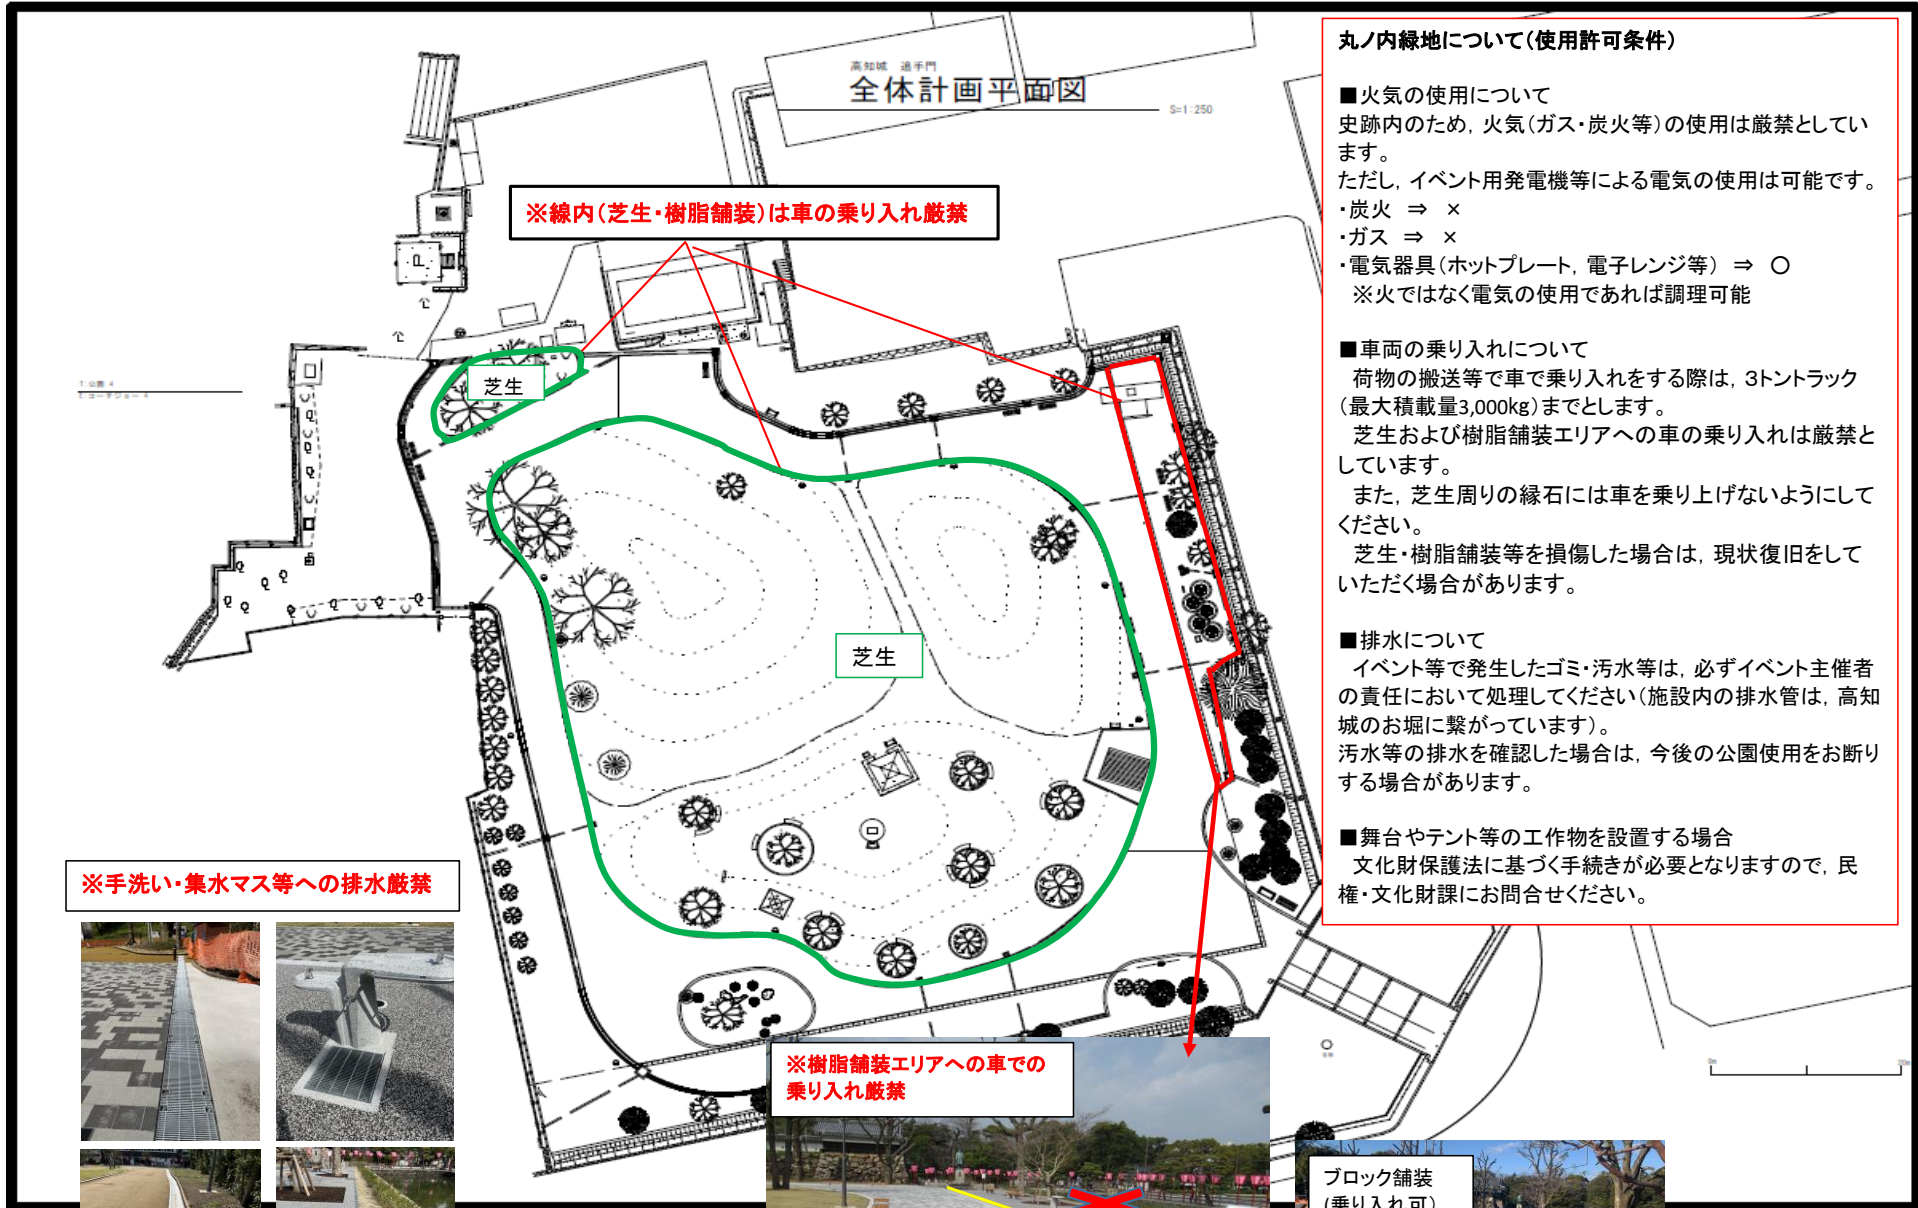 高知城 追手門
全体計画平面図
S=1:250
※線内(芝生・樹脂舗装)は車の乗り入れ厳禁
芝生
芝生
※手洗い・集水マス等への排水厳禁
※樹脂舗装エリアへの車での
乗り入れ厳禁
ブロック舗装
(乗り入れ可)
丸ノ内緑地について(使用許可条件)
■火気の使用について
史跡内のため, 火気(ガス・炭火等)の使用は厳禁としてい
ます。
ただし, イベント用発電機等による電気の使用は可能です。
・炭火 ⇒ ×
・ガス ⇒ ×
・電気器具(ホットプレート, 電子レンジ等) ⇒ ○
※火ではなく電気の使用であれば調理可能
■車両の乗り入れについて
荷物の搬送等で車で乗り入れをする際は, 3トントラック
(最大積載量3,000kg)までとします。
芝生および樹脂舗装エリアへの車の乗り入れは厳禁と
しています。
また, 芝生周りの縁石には車を乗り上げないようにして
ください。
芝生・樹脂舗装等を損傷した場合は, 現状復旧をして
いただく場合があります。
■排水について
イベント等で発生したゴミ・汚水等は, 必ずイベント主催者
の責任において処理してください(施設内の排水管は, 高知
城のお堀に繋がっています)。
汚水等の排水を確認した場合は, 今後の公園使用をお断り
する場合があります。
■舞台やテント等の工作物を設置する場合
文化財保護法に基づく手続きが必要となりますので, 民
権・文化財課にお問合せください。